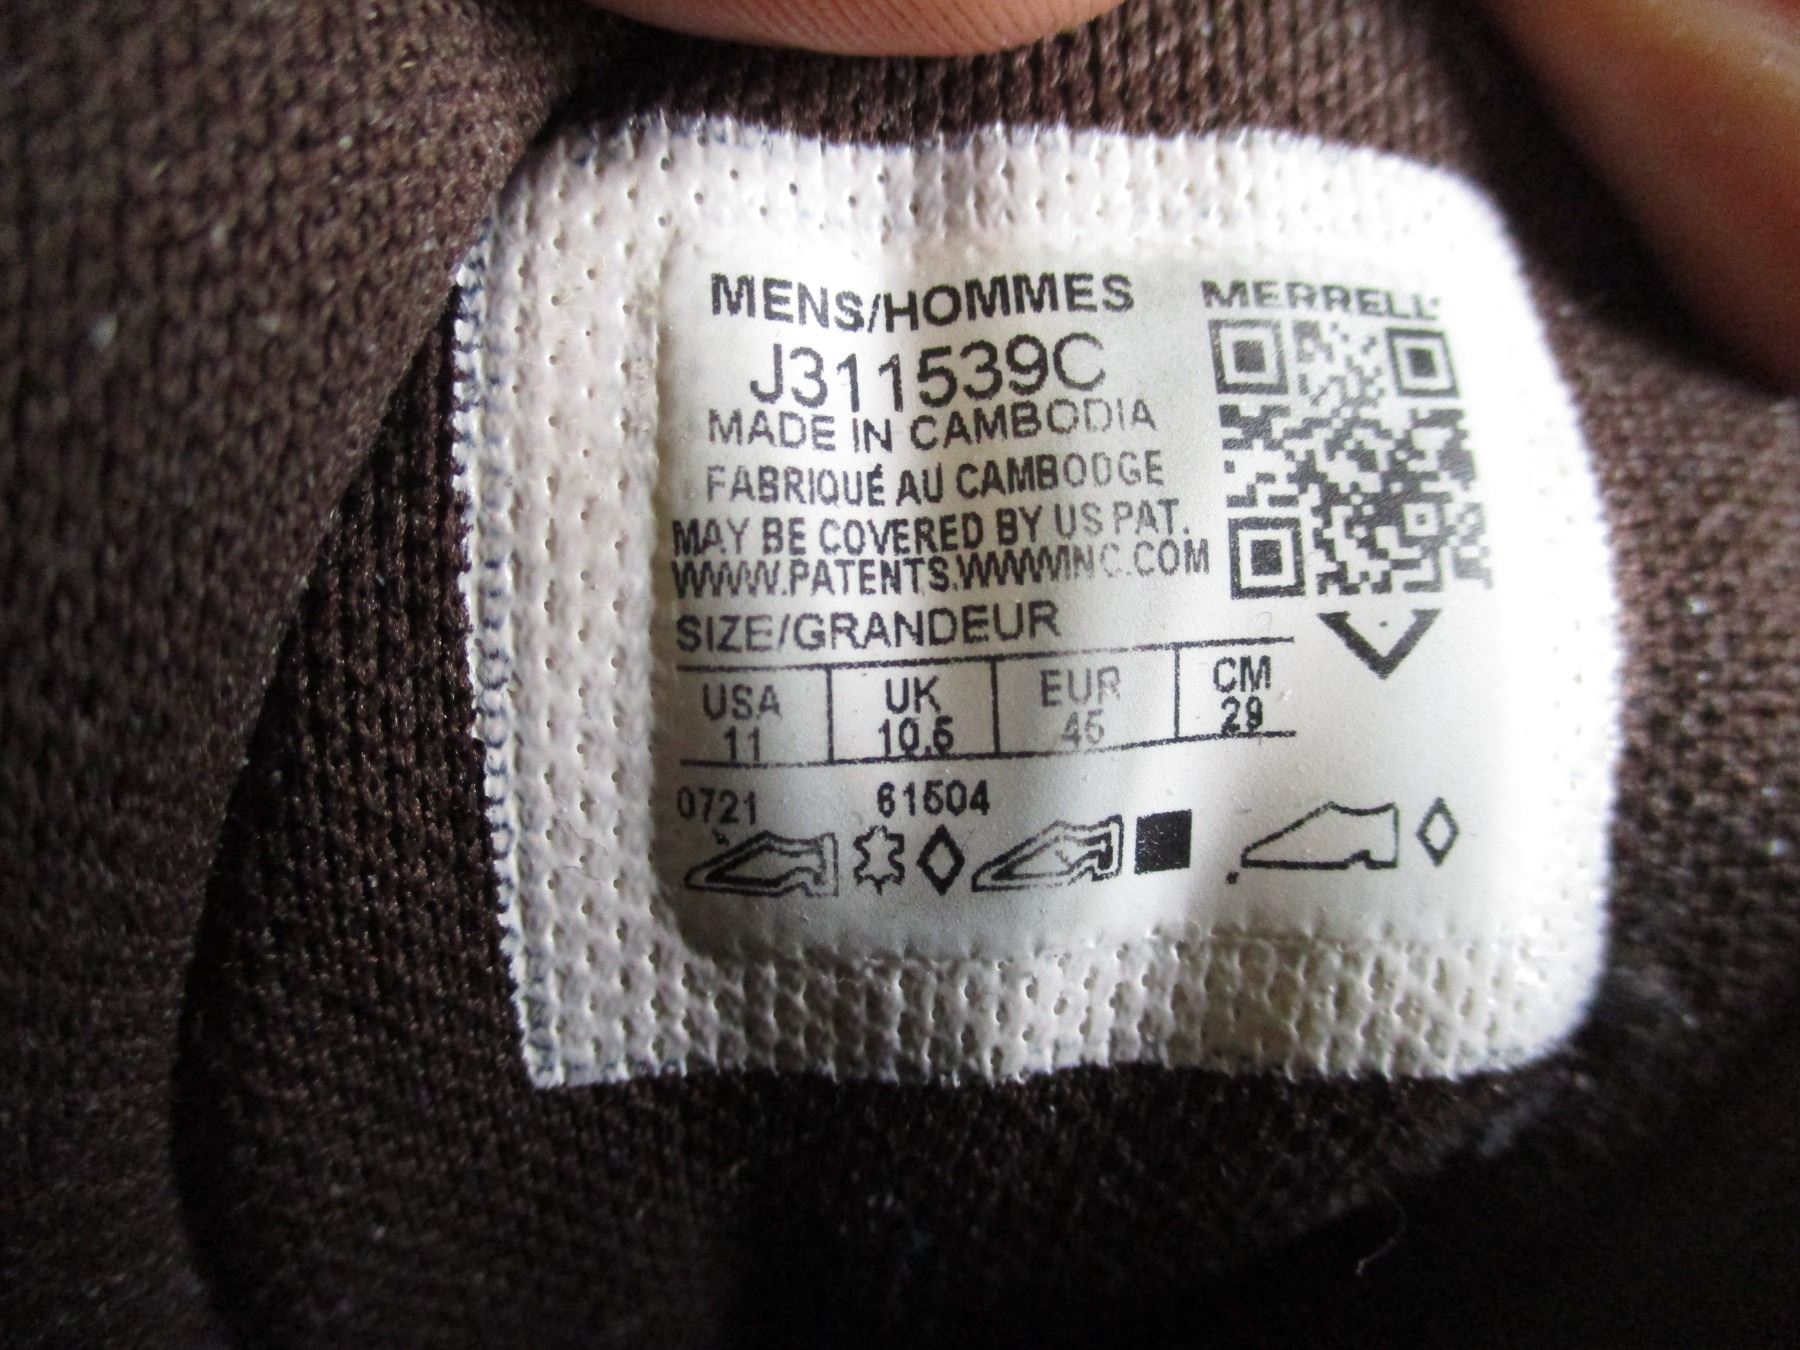 MENS/HOMMES
MERRELL
J311539C
MADE IN CAMBODIA
FABRIQUÉ AU CAMBODGE
MAY BE COVERED BY US PAT.
WWW.PATENTS.WWWINC.COM
SIZE/GRANDEUR
USA UK EUR CM
11 10.5 45 29
0721 61504